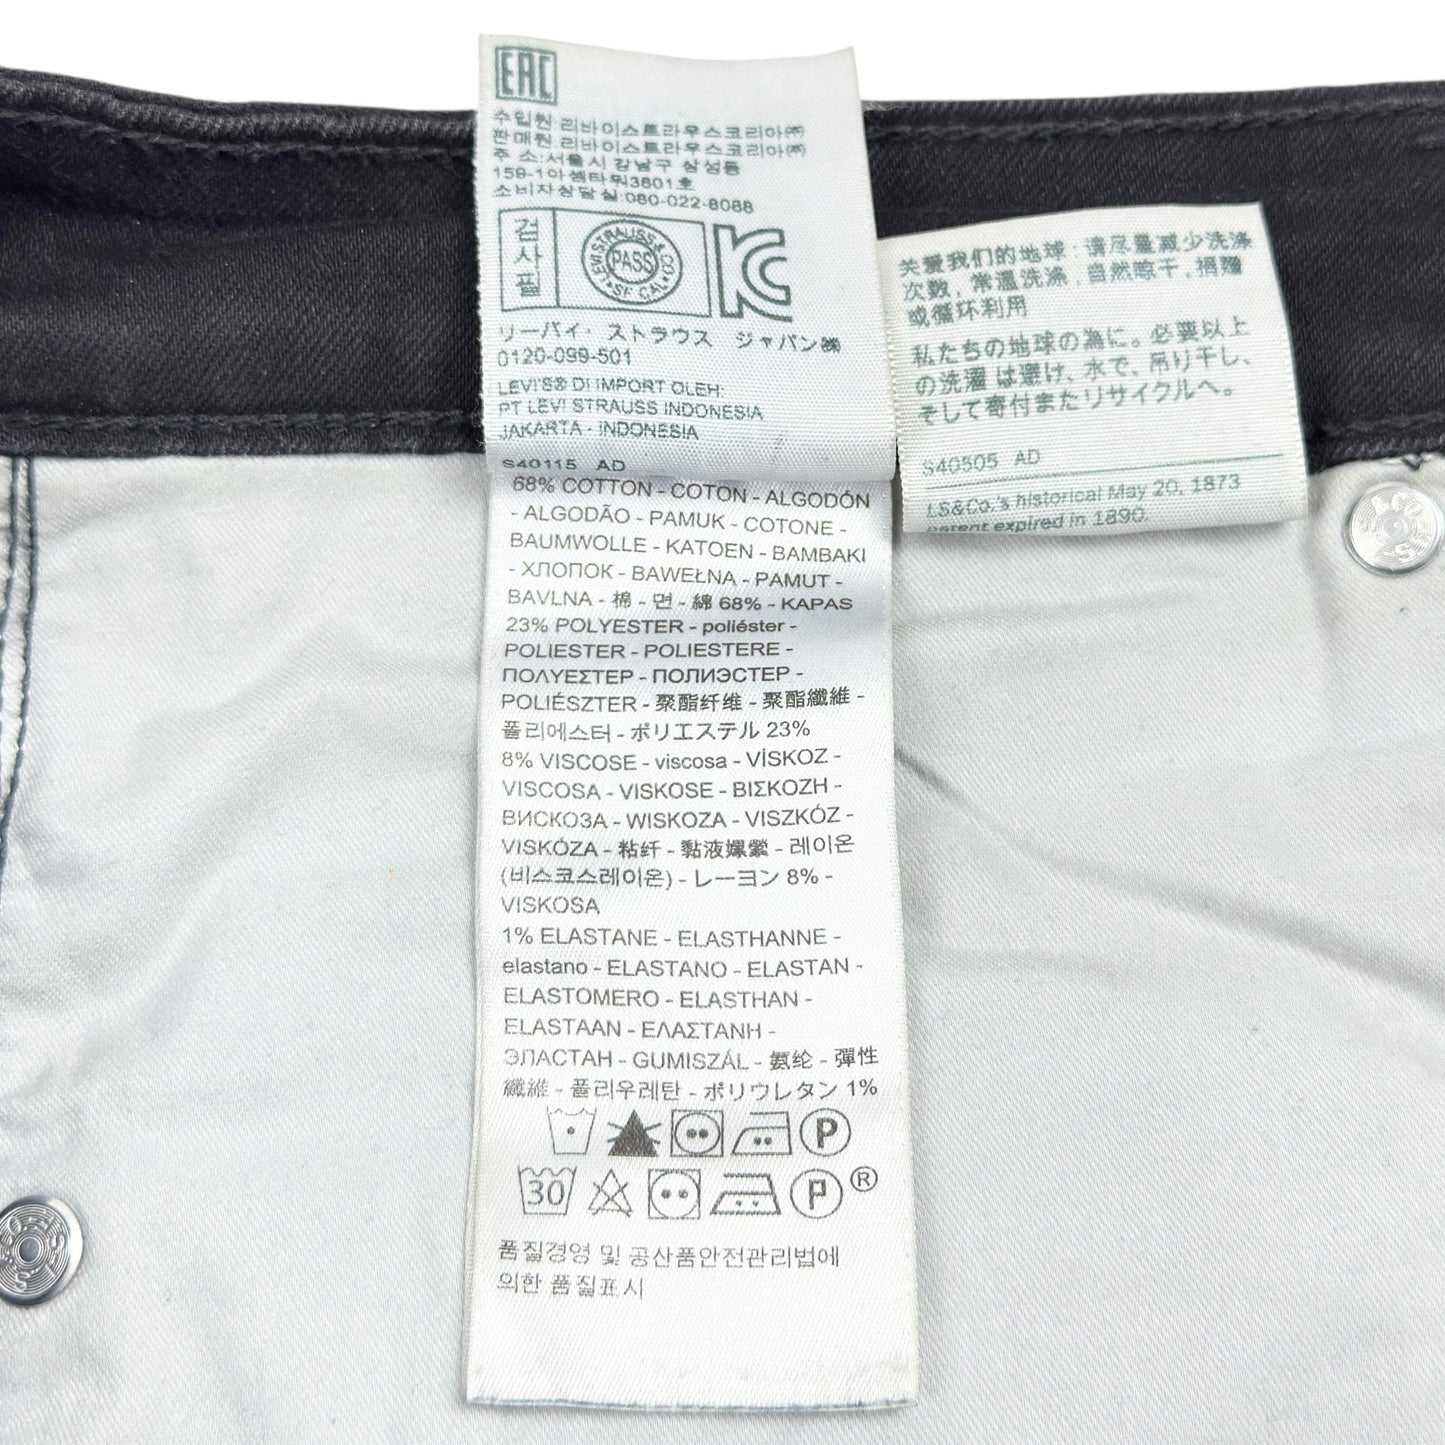 EAC
수입원:리바이스트라우스코리아㈜
판매원:리바이스트라우스코리아㈜
주 소:서울시 강남구 삼성동
159-1아셈타워3801호
소비자상담실:080-022-8088
검사필
LEVI STRAUSS & CO
PASS
SF CAL
リーバイ・ストラウス ジャパン㈱
0120-099-501
LEVI'S® DI IMPORT OLEH:
PT LEVI STRAUSS INDONESIA
JAKARTA - INDONESIA
S40115 AD
68% COTTON - COTON - ALGODÓN
- ALGODÃO - PAMUK - COTONE -
BAUMWOLLE - KATOEN - BAMBAKI
- ХЛОПОК - BAWEŁNA - PAMUT -
BAVLNA - 棉 - 면 - 綿 68% - KAPAS
23% POLYESTER - poliéster -
POLIESTER - POLIESTERE -
ΠΟΛΥΕΣΤΕΡ - ПОЛИЭСТЕР -
POLIÉSZTER - 聚酯纤维 - 聚酯纖維 -
폴리에스터 - ポリエステル 23%
8% VISCOSE - viscosa - VİSKOZ -
VISCOSA - VISKOSE - ΒΙΣΚΟΖΗ -
ВИСКОЗА - WISKOZA - VISZKÓZ -
VISKÓZA - 粘纤 - 黏液嫘縈 - 레이온
(비스코스레이온) - レーヨン 8% -
VISKOSA
1% ELASTANE - ELASTHANNE -
elastano - ELASTANO - ELASTAN -
ELASTOMERO - ELASTHAN -
ELASTAAN - ΕΛΑΣΤΑΝΗ -
ЭЛАСТАН - GUMISZÁL - 氨纶 - 彈性
纖維 - 폴리우레탄 - ポリウレタン 1%
P
30 P ®
품질경영 및 공산품안전관리법에
의한 품질표시
关爱我们的地球: 请尽量减少洗涤
次数, 常温洗涤, 自然晾干, 捐赠
或循环利用
私たちの地球の為に。必要以上
の洗濯は避け、水で、吊り干し、
そして寄付またリサイクルへ。
S40505 AD
LS&Co.'s historical May 20, 1873
patent expired in 1890.